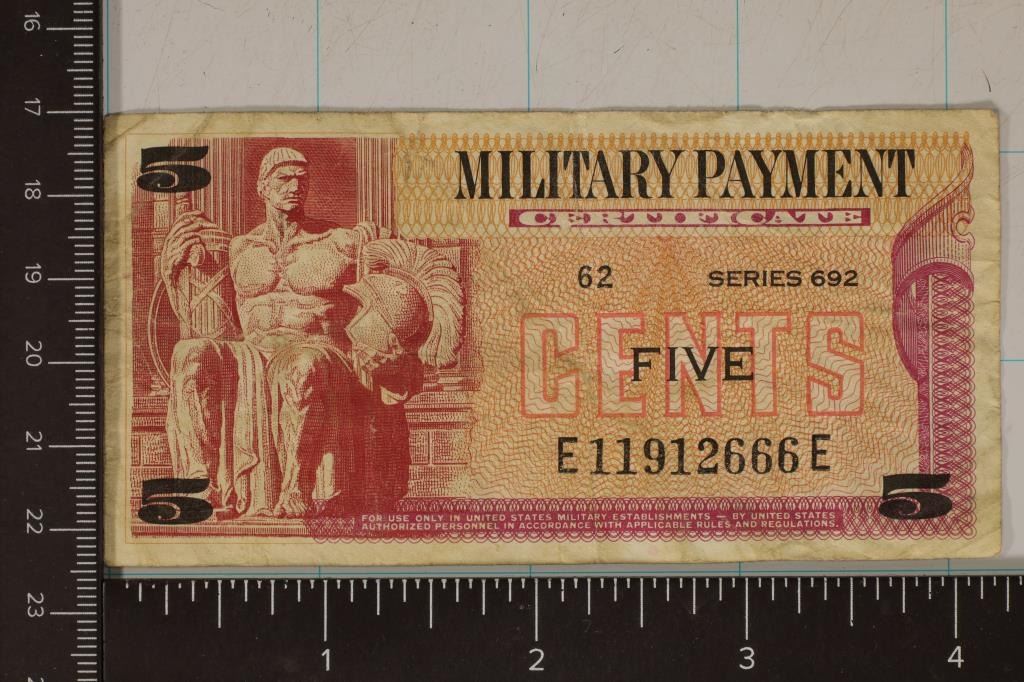 5
MILITARY PAYMENT
CERTIFICATE
62 SERIES 692
CENTS
FIVE
E11912666E
5
5
FOR USE ONLY IN UNITED STATES MILITARY ESTABLISHMENTS — BY UNITED STATES
AUTHORIZED PERSONNEL IN ACCORDANCE WITH APPLICABLE RULES AND REGULATIONS.
16
17
18
19
20
21
22
23
1 2 3 4